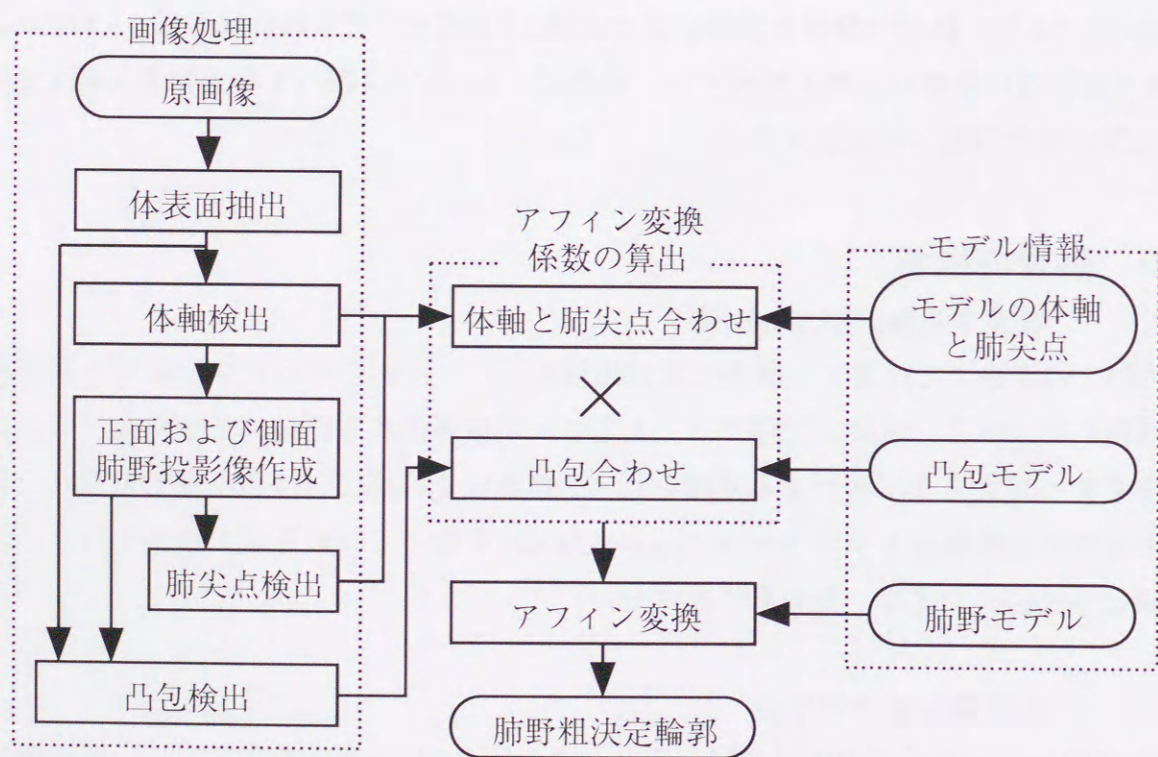 画像処理
原画像
体表面抽出
体軸検出
正面および側面
肺野投影像作成
肺尖点検出
凸包検出
アフィン変換
係数の算出
体軸と肺尖点合わせ
×
凸包合わせ
アフィン変換
肺野粗決定輪郭
モデル情報
モデルの体軸
と肺尖点
凸包モデル
肺野モデル